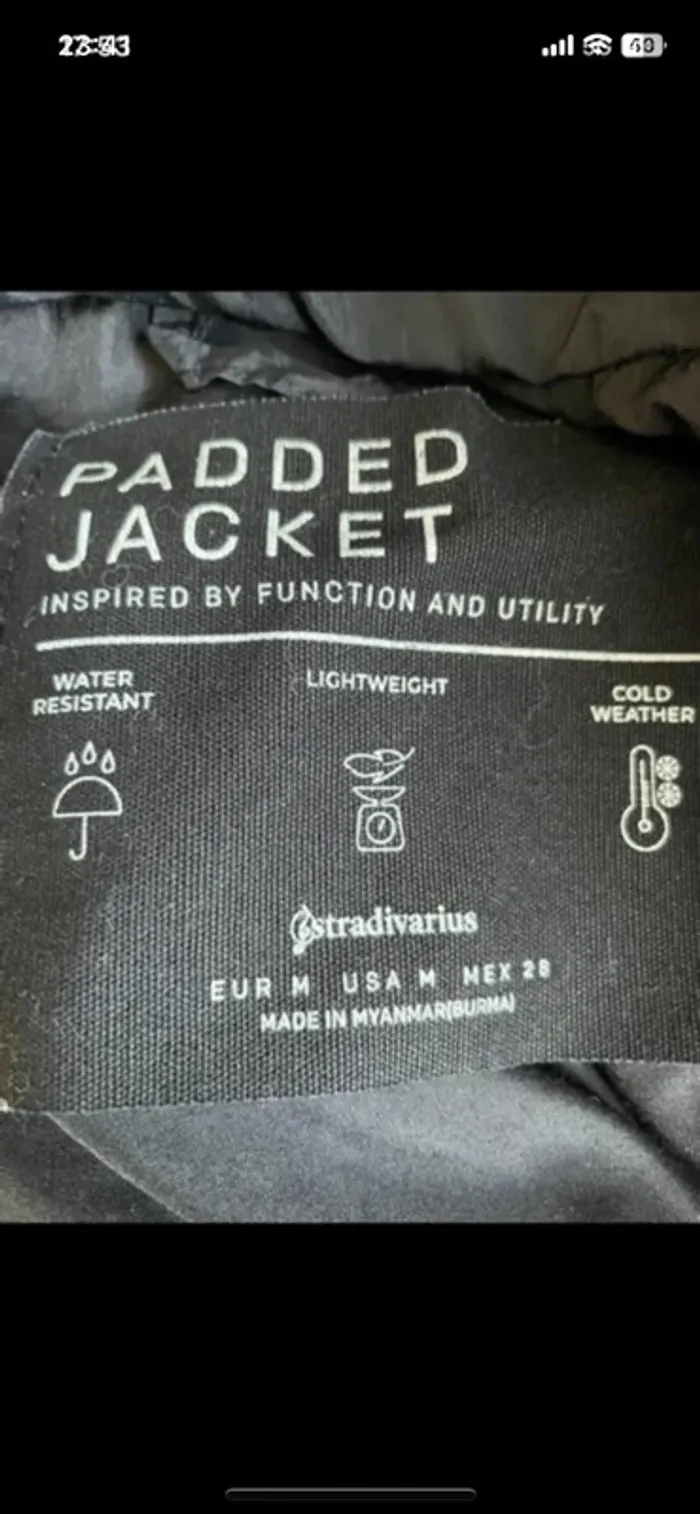 PADDED
JACKET
INSPIRED BY FUNCTION AND UTILITY
WATER
RESISTANT
LIGHTWEIGHT
COLD
WEATHER
stradivarius
EUR M USA M MEX 28
MADE IN MYANMAR(BURMA)